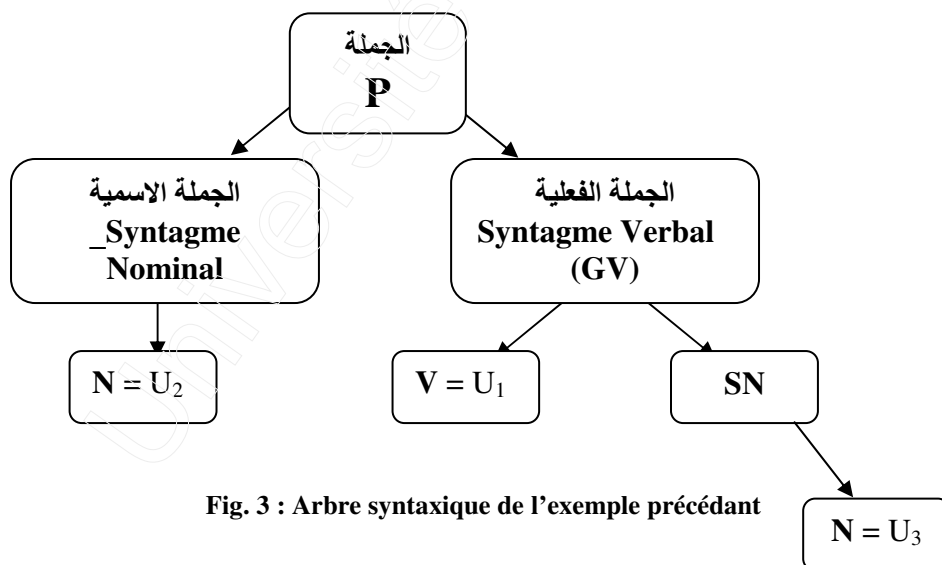 الجملة
P
الجملة الاسمية
_Syntagme
Nominal
الجملة الفعلية
Syntagme Verbal
(GV)
N = U2
V = U1
SN
Fig. 3 : Arbre syntaxique de l’exemple précédant
N = U3
Université